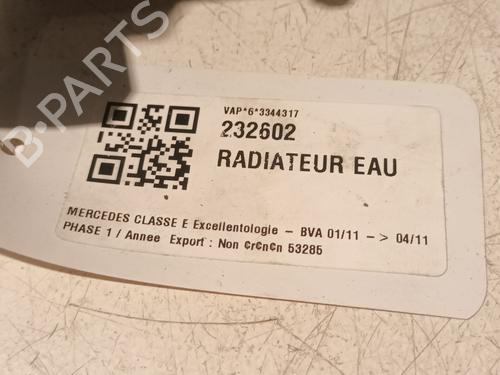 VAP*6*3344317
232602
RADIATEUR EAU
MERCEDES CLASSE E Excellentologie - BVA 01/11 -> 04/11
PHASE 1 / Annee Export : Non ¢r¢n¢n 53285
B-PARTS